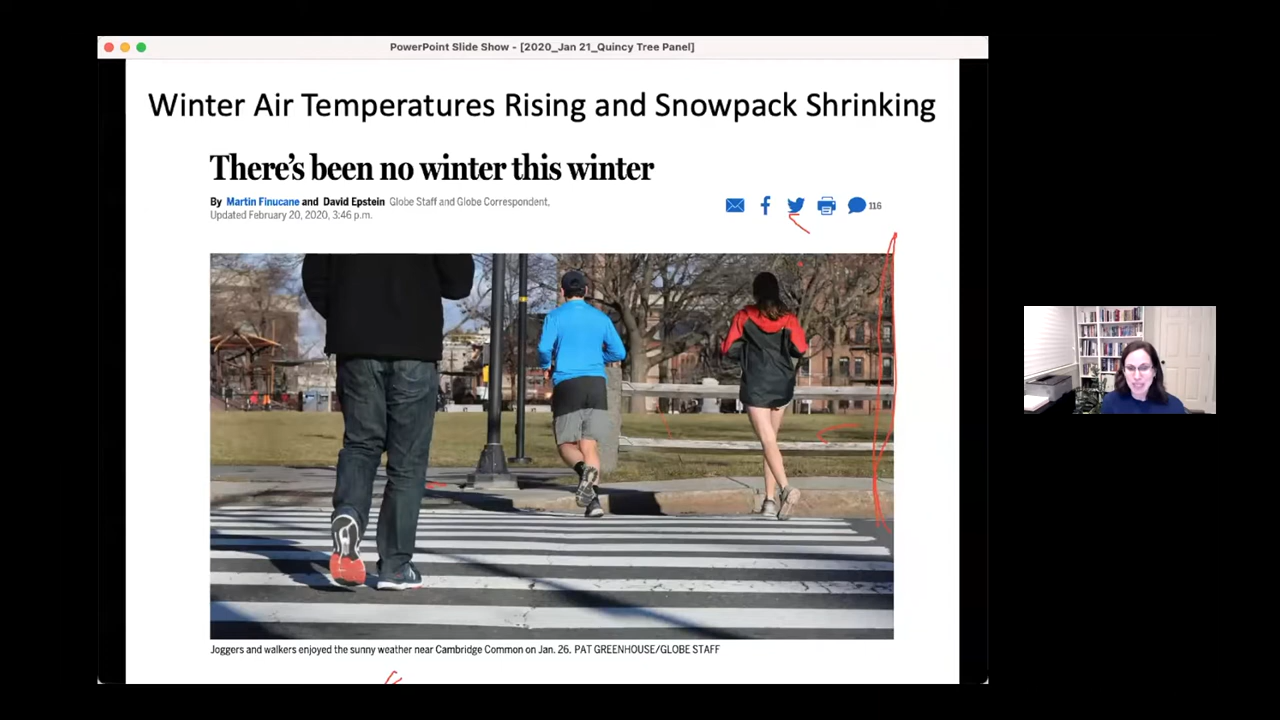 PowerPoint Slide Show - [2020_Jan 21_Quincy Tree Panel]
Winter Air Temperatures Rising and Snowpack Shrinking
There's been no winter this winter
By Martin Finucane and David Epstein Globe Staff and Globe Correspondent,
Updated February 20, 2020, 3:46 p.m.
116
Joggers and walkers enjoyed the sunny weather near Cambridge Common on Jan. 26. PAT GREENHOUSE/GLOBE STAFF